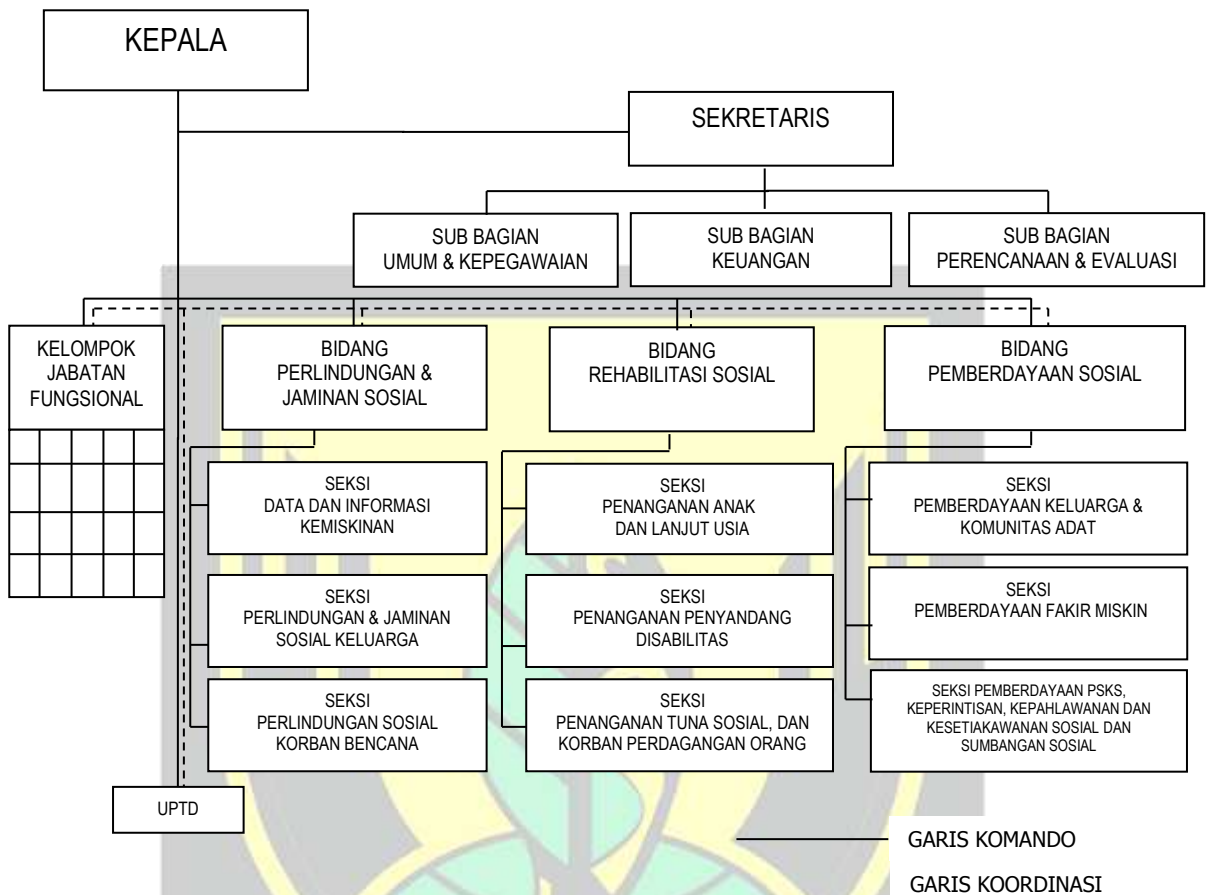 KEPALA
SEKRETARIS
SUB BAGIAN
UMUM & KEPEGAWAIAN
SUB BAGIAN
KEUANGAN
SUB BAGIAN
PERENCANAAN & EVALUASI
KELOMPOK
JABATAN
FUNGSIONAL
BIDANG
PERLINDUNGAN &
JAMINAN SOSIAL
BIDANG
REHABILITASI SOSIAL
BIDANG
PEMBERDAYAAN SOSIAL
SEKSI
DATA DAN INFORMASI
KEMISKINAN
SEKSI
PENANGANAN ANAK
DAN LANJUT USIA
SEKSI
PEMBERDAYAAN KELUARGA &
KOMUNITAS ADAT
SEKSI
PERLINDUNGAN & JAMINAN
SOSIAL KELUARGA
SEKSI
PENANGANAN PENYANDANG
DISABILITAS
SEKSI
PEMBERDAYAAN FAKIR MISKIN
SEKSI
PERLINDUNGAN SOSIAL
KORBAN BENCANA
SEKSI
PENANGANAN TUNA SOSIAL, DAN
KORBAN PERDAGANGAN ORANG
SEKSI PEMBERDAYAAN PSKS,
KEPERINTISAN, KEPAHLAWANAN DAN
KESETIAKAWANAN SOSIAL DAN
SUMBANGAN SOSIAL
UPTD
GARIS KOMANDO
GARIS KOORDINASI